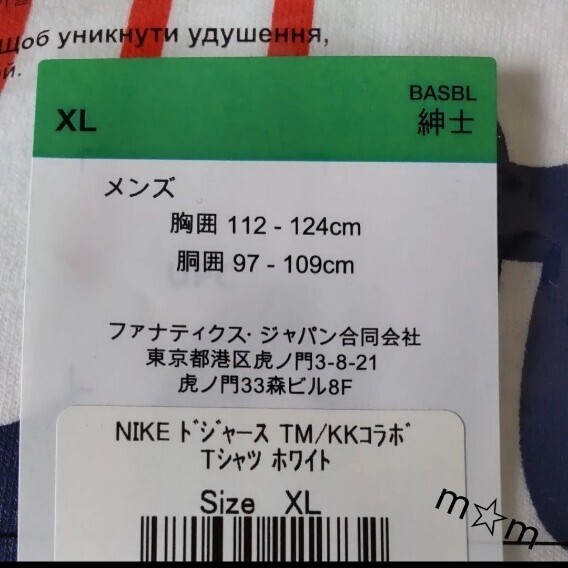 Щоб уникнути удушення,
ой.
BASBL
XL
紳士
メンズ
胸囲 112 - 124cm
胴囲 97 - 109cm
ファナティクス・ジャパン合同会社
東京都港区虎ノ門3-8-21
虎ノ門33森ビル8F
NIKE ﾄﾞｼﾞｬｰｽ TM/KKｺﾗﾎﾞ
Tシャツ ホワイト
Size XL
m☆m